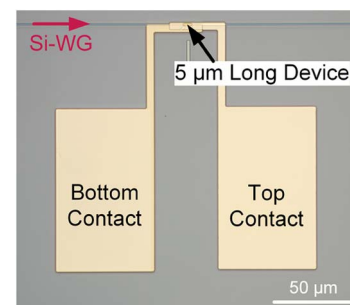 Si-WG
5 µm Long Device
Bottom
Contact
Top
Contact
50 µm